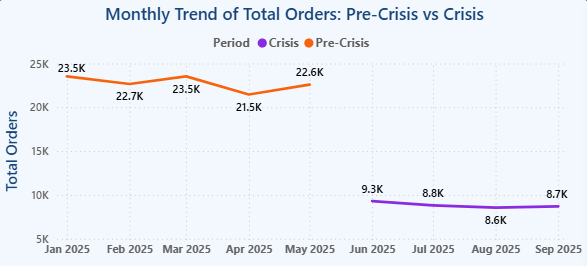 Monthly Trend of Total Orders: Pre-Crisis vs Crisis
Period Crisis Pre-Crisis
25K
20K
15K
10K
5K
Total Orders
23.5K
22.7K
23.5K
21.5K
22.6K
9.3K
8.8K
8.6K
8.7K
Jan 2025 Feb 2025 Mar 2025 Apr 2025 May 2025 Jun 2025 Jul 2025 Aug 2025 Sep 2025